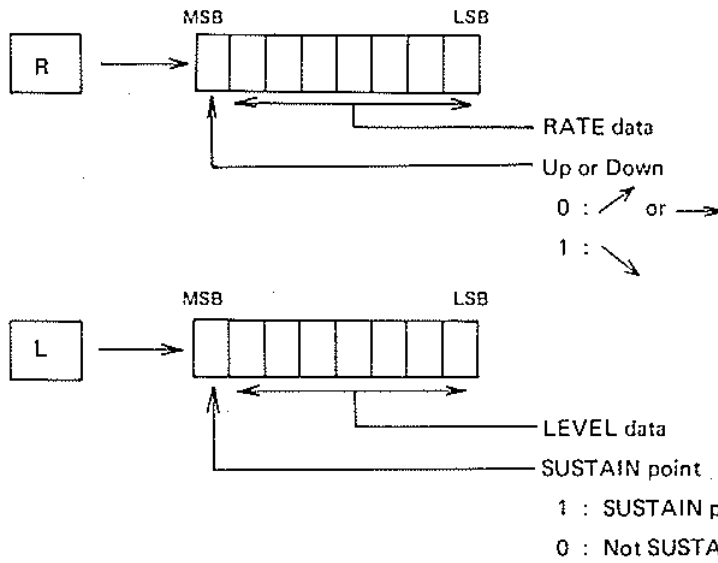 MSB LSB
R
RATE data
Up or Down
0 : or
1 :
MSB LSB
L
LEVEL data
SUSTAIN point
1 : SUSTAIN
0 : Not